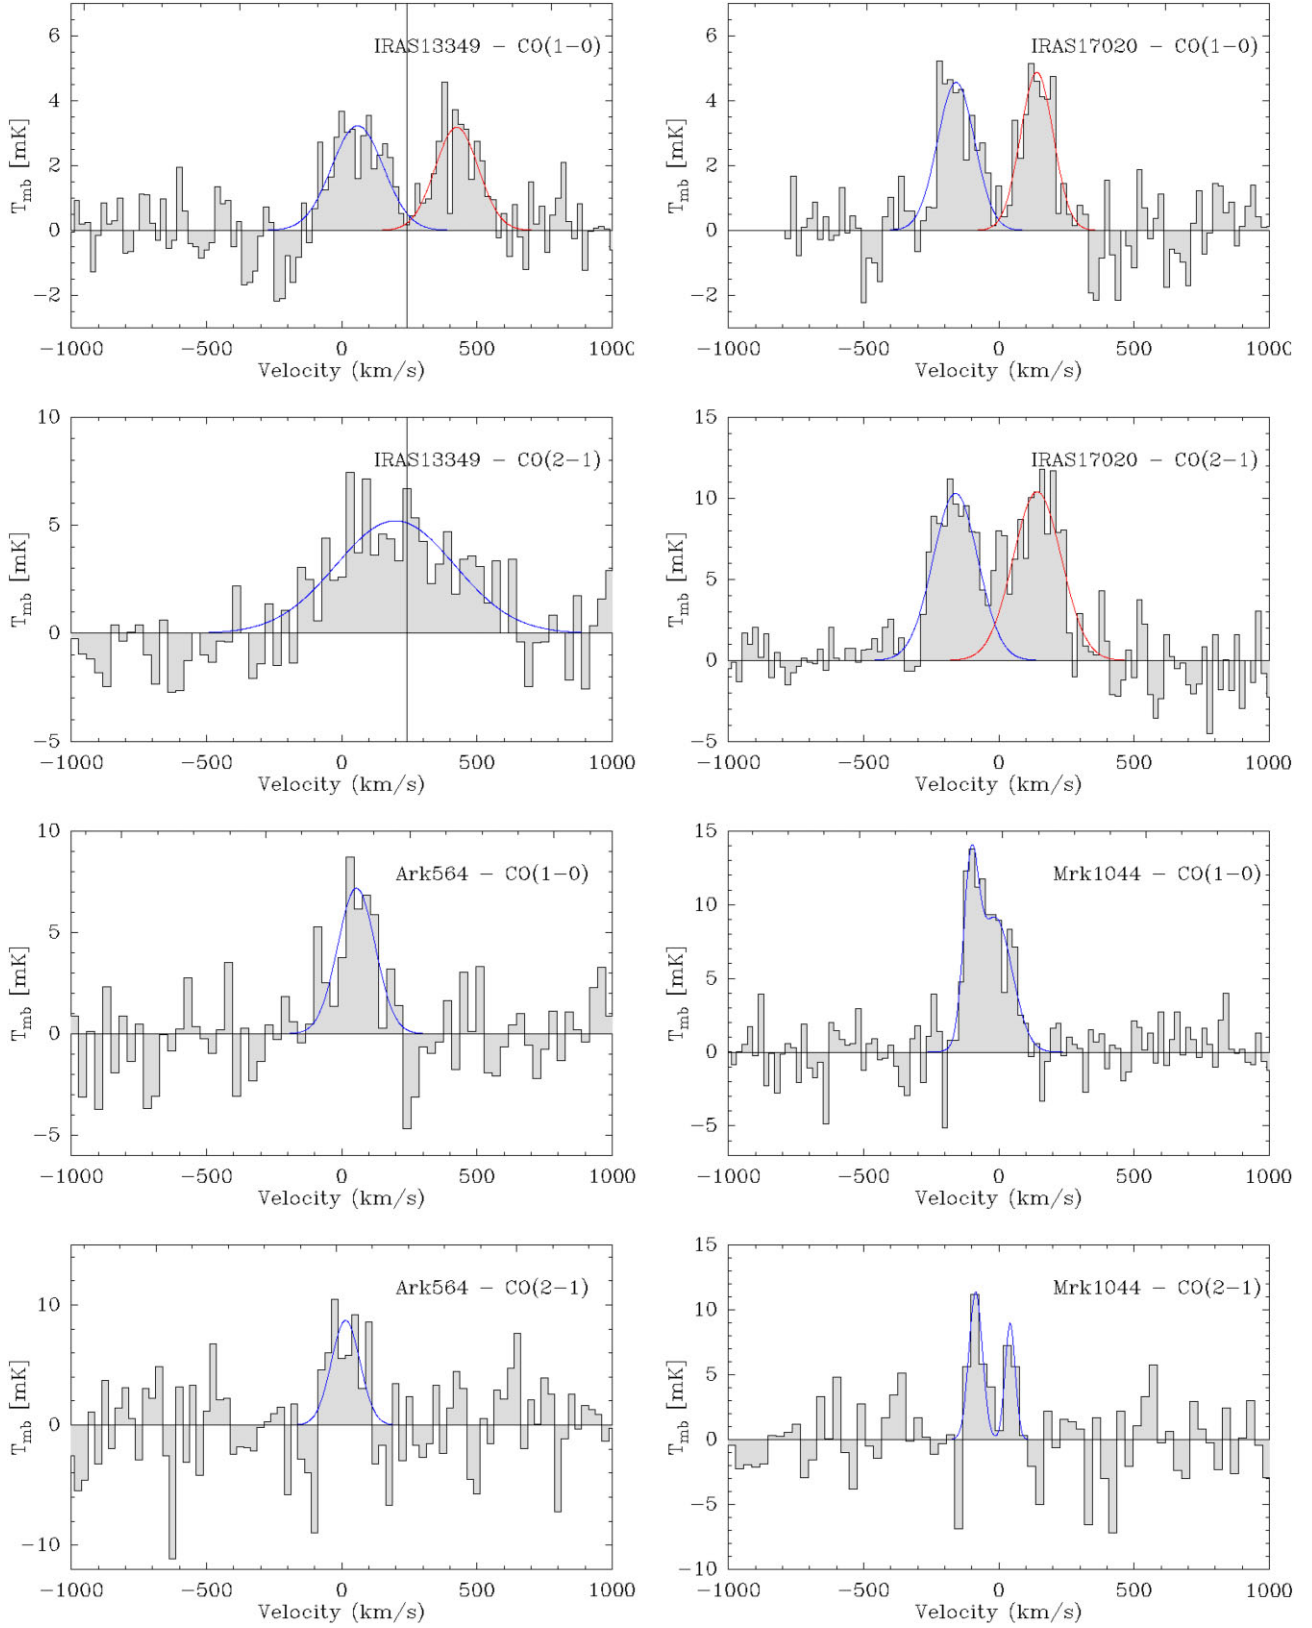 IRAS13349 − CO(1−0)
6
4
2
0
−2
T_mb [mK]
−1000 −500 0 500 1000
Velocity (km/s)
IRAS17020 − CO(1−0)
6
4
2
0
−2
T_mb [mK]
−1000 −500 0 500 1000
Velocity (km/s)
IRAS13349 − CO(2−1)
10
5
0
−5
T_mb [mK]
−1000 −500 0 500 1000
Velocity (km/s)
IRAS17020 − CO(2−1)
15
10
5
0
−5
T_mb [mK]
−1000 −500 0 500 1000
Velocity (km/s)
Ark564 − CO(1−0)
10
5
0
−5
T_mb [mK]
−1000 −500 0 500 1000
Velocity (km/s)
Mrk1044 − CO(1−0)
15
10
5
0
−5
T_mb [mK]
−1000 −500 0 500 1000
Velocity (km/s)
Ark564 − CO(2−1)
10
0
−10
T_mb [mK]
−1000 −500 0 500 1000
Velocity (km/s)
Mrk1044 − CO(2−1)
15
10
5
0
−5
−10
T_mb [mK]
−1000 −500 0 500 1000
Velocity (km/s)